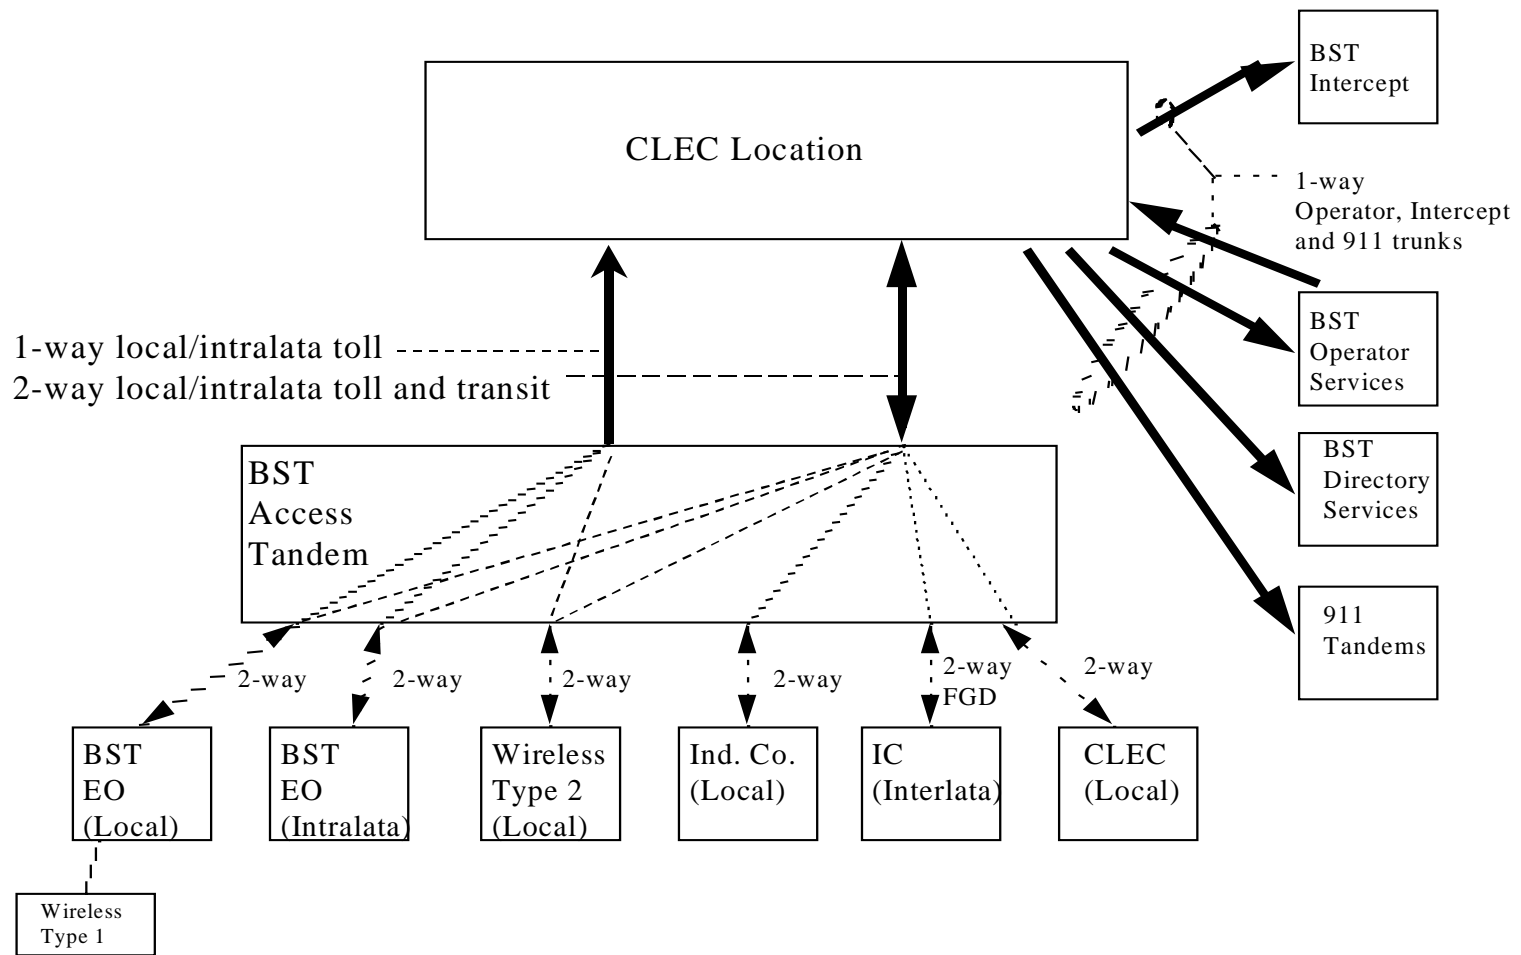 BST
Intercept
CLEC Location
1-way
Operator, Intercept
and 911 trunks
BST
Operator
Services
1-way local/intralata toll
2-way local/intralata toll and transit
BST
Directory
Services
BST
Access
Tandem
911
Tandems
2-way
2-way
2-way
2-way
2-way
FGD
2-way
BST
EO
(Local)
BST
EO
(Intralata)
Wireless
Type 2
(Local)
Ind. Co.
(Local)
IC
(Interlata)
CLEC
(Local)
Wireless
Type 1